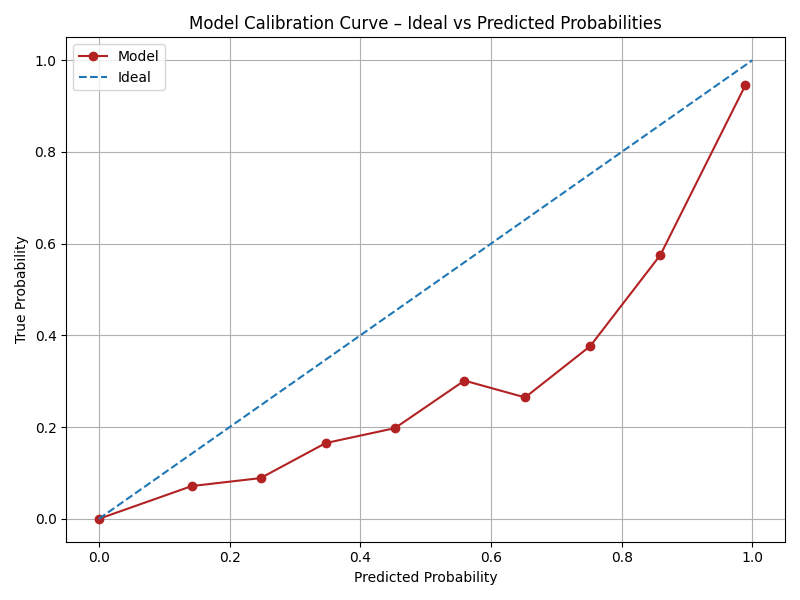 Model Calibration Curve – Ideal vs Predicted Probabilities
Model
Ideal
True Probability
1.0
0.8
0.6
0.4
0.2
0.0
0.0 0.2 0.4 0.6 0.8 1.0
Predicted Probability